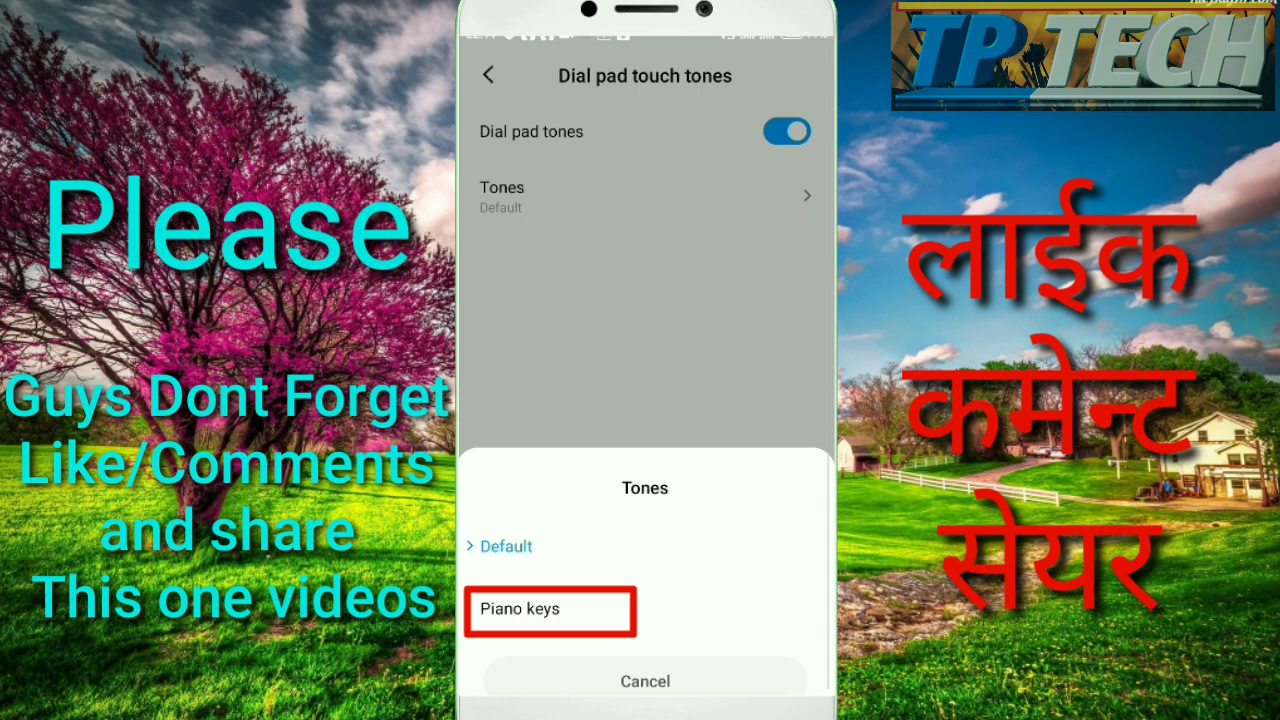 TP TECH
Dial pad touch tones
Dial pad tones
Tones
Default
Please
Guys Dont Forget
Like/Comments
and share
This one videos
लाईक
कमेन्ट
सेयर
Tones
Default
Piano keys
Cancel